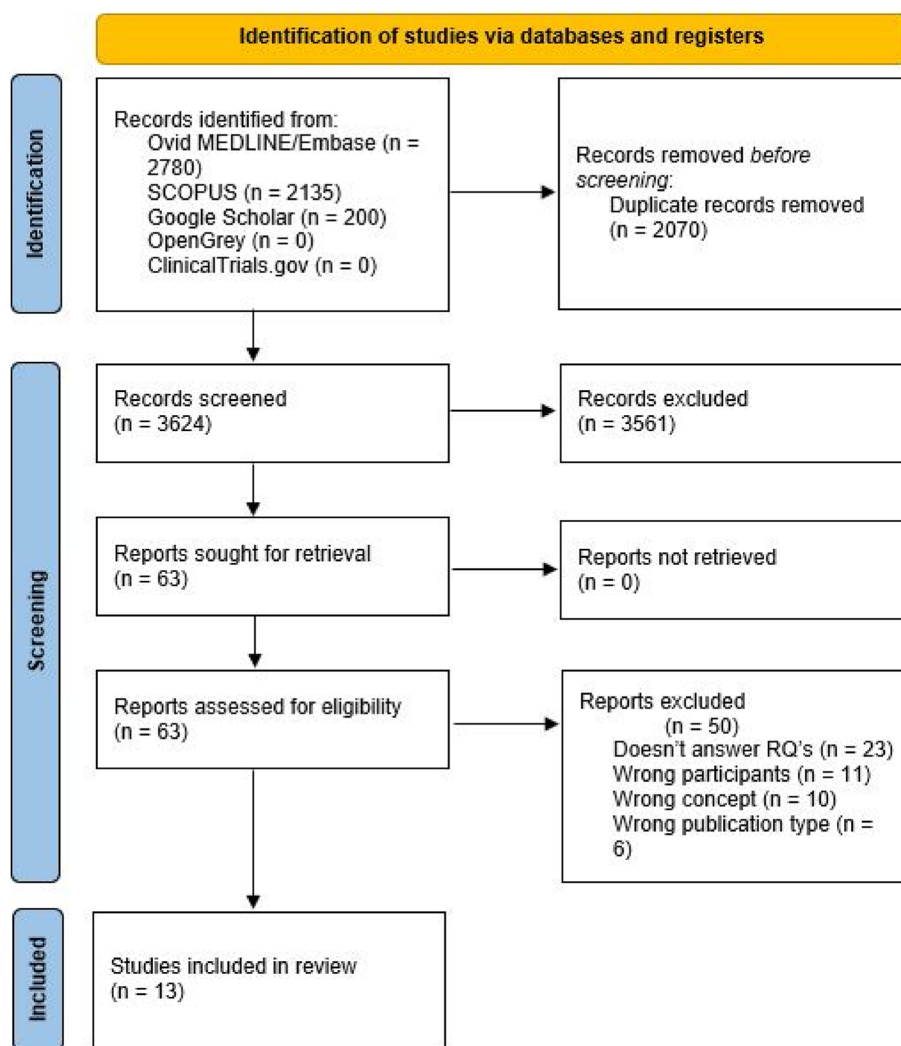 Identification of studies via databases and registers
Identification
Records identified from:
Ovid MEDLINE/Embase (n =
2780)
SCOPUS (n = 2135)
Google Scholar (n = 200)
OpenGrey (n = 0)
ClinicalTrials.gov (n = 0)
Records removed before
screening:
Duplicate records removed
(n = 2070)
Screening
Records screened
(n = 3624)
Records excluded
(n = 3561)
Reports sought for retrieval
(n = 63)
Reports not retrieved
(n = 0)
Reports assessed for eligibility
(n = 63)
Reports excluded
(n = 50)
Doesn’t answer RQ’s (n = 23)
Wrong participants (n = 11)
Wrong concept (n = 10)
Wrong publication type (n =
6)
Included
Studies included in review
(n = 13)